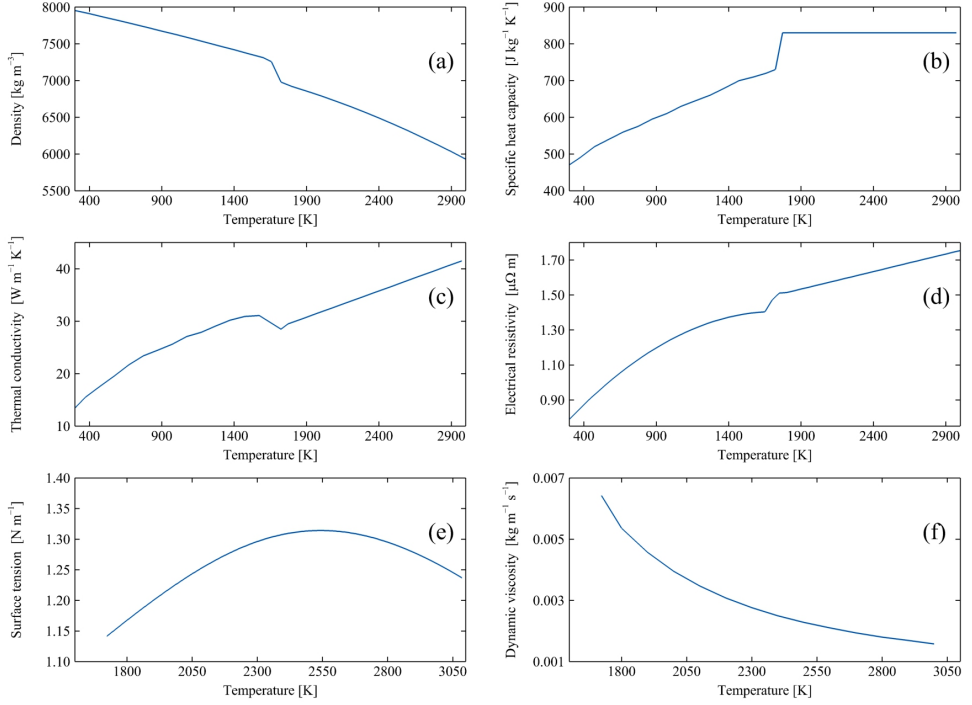 8000
7500
7000
6500
6000
5500
Density [kg m⁻³]
(a)
400 900 1400 1900 2400 2900
Temperature [K]
900
800
700
600
500
400
Specific heat capacity [J kg⁻¹ K⁻¹]
(b)
400 900 1400 1900 2400 2900
Temperature [K]
40
30
20
10
Thermal conductivity [W m⁻¹ K⁻¹]
(c)
400 900 1400 1900 2400 2900
Temperature [K]
1.70
1.50
1.30
1.10
0.90
Electrical resistivity [μΩ m]
(d)
400 900 1400 1900 2400 2900
Temperature [K]
1.40
1.35
1.30
1.25
1.20
1.15
1.10
Surface tension [N m⁻¹]
(e)
1800 2050 2300 2550 2800 3050
Temperature [K]
0.007
0.005
0.003
0.001
Dynamic viscosity [kg m⁻¹ s⁻¹]
(f)
1800 2050 2300 2550 2800 3050
Temperature [K]